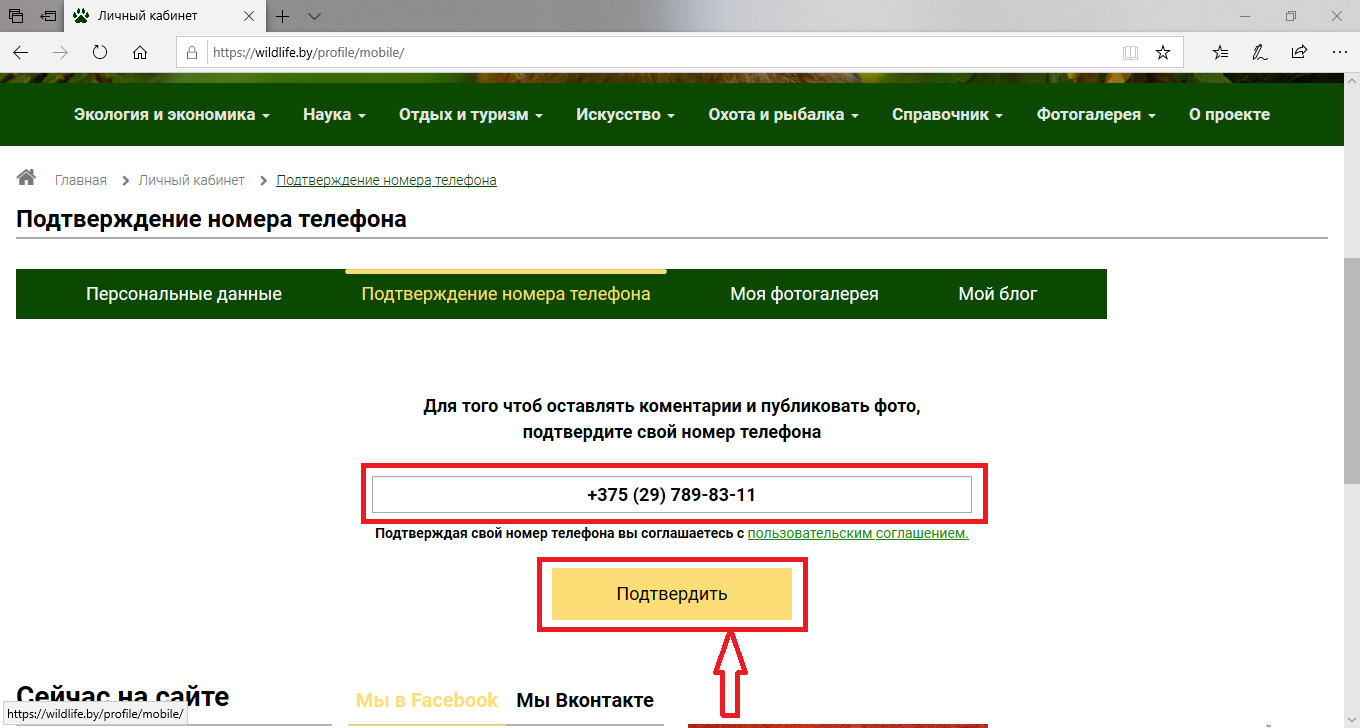 Личный кабинет
https://wildlife.by/profile/mobile/
Экология и экономика
Наука
Отдых и туризм
Искусство
Охота и рыбалка
Справочник
Фотогалерея
О проекте
Главная
Личный кабинет
Подтверждение номера телефона
Подтверждение номера телефона
Персональные данные
Подтверждение номера телефона
Моя фотогалерея
Мой блог
Для того чтоб оставлять коментарии и публиковать фото,
подтвердите свой номер телефона
+375 (29) 789-83-11
Подтверждая свой номер телефона вы соглашаетесь с пользовательским соглашением.
Подтвердить
Сейчас на сайте
Мы в Facebook
Мы Вконтакте
https://wildlife.by/profile/mobile/